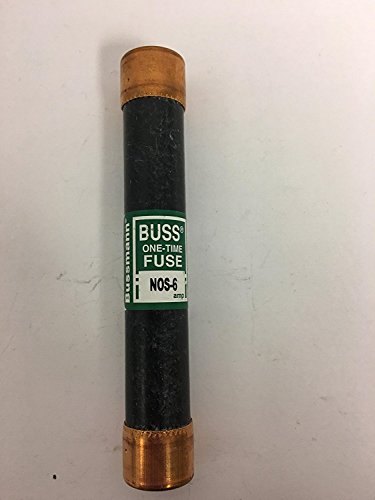 Bussmann®
BUSS®
ONE-TIME
FUSE
NOS-6
amp